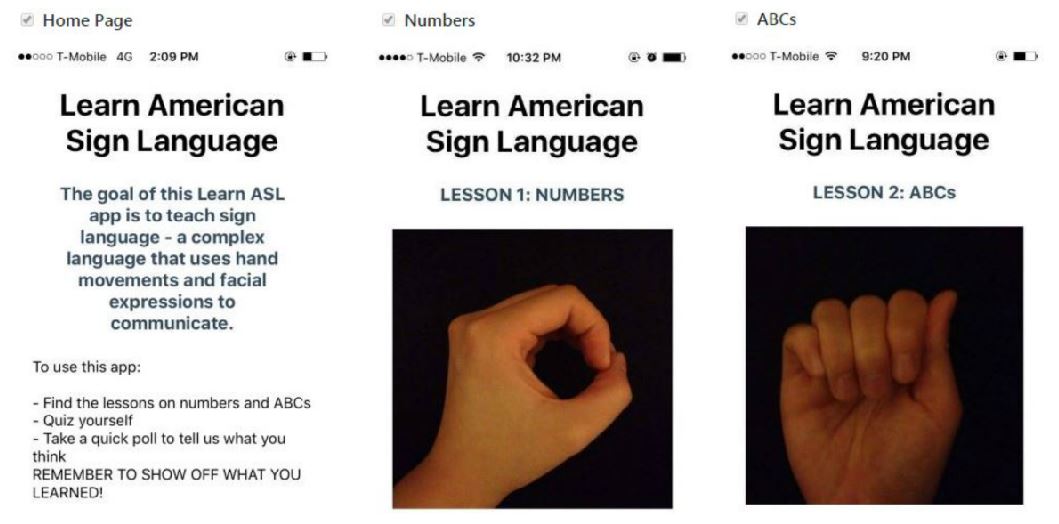 Home Page
T-Mobile 4G 2:09 PM
Learn American
Sign Language
The goal of this Learn ASL
app is to teach sign
language - a complex
language that uses hand
movements and facial
expressions to
communicate.
To use this app:
- Find the lessons on numbers and ABCs
- Quiz yourself
- Take a quick poll to tell us what you
think
REMEMBER TO SHOW OFF WHAT YOU
LEARNED!
Numbers
T-Mobile 10:32 PM
Learn American
Sign Language
LESSON 1: NUMBERS
ABCs
T-Mobile 9:20 PM
Learn American
Sign Language
LESSON 2: ABCs